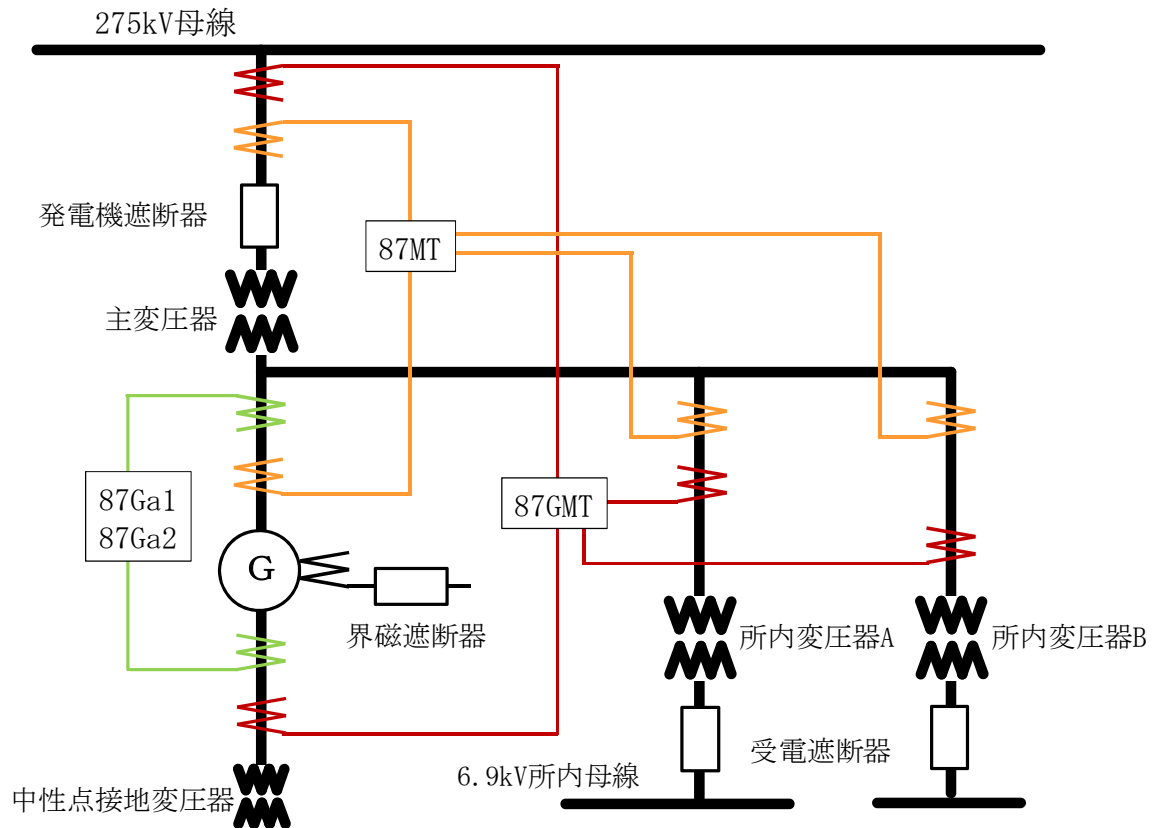 275kV母線
発電機遮断器
87MT
主変圧器
87Ga1
87Ga2
87GMT
G
界磁遮断器
所内変圧器A
所内変圧器B
受電遮断器
6.9kV所内母線
中性点接地変圧器